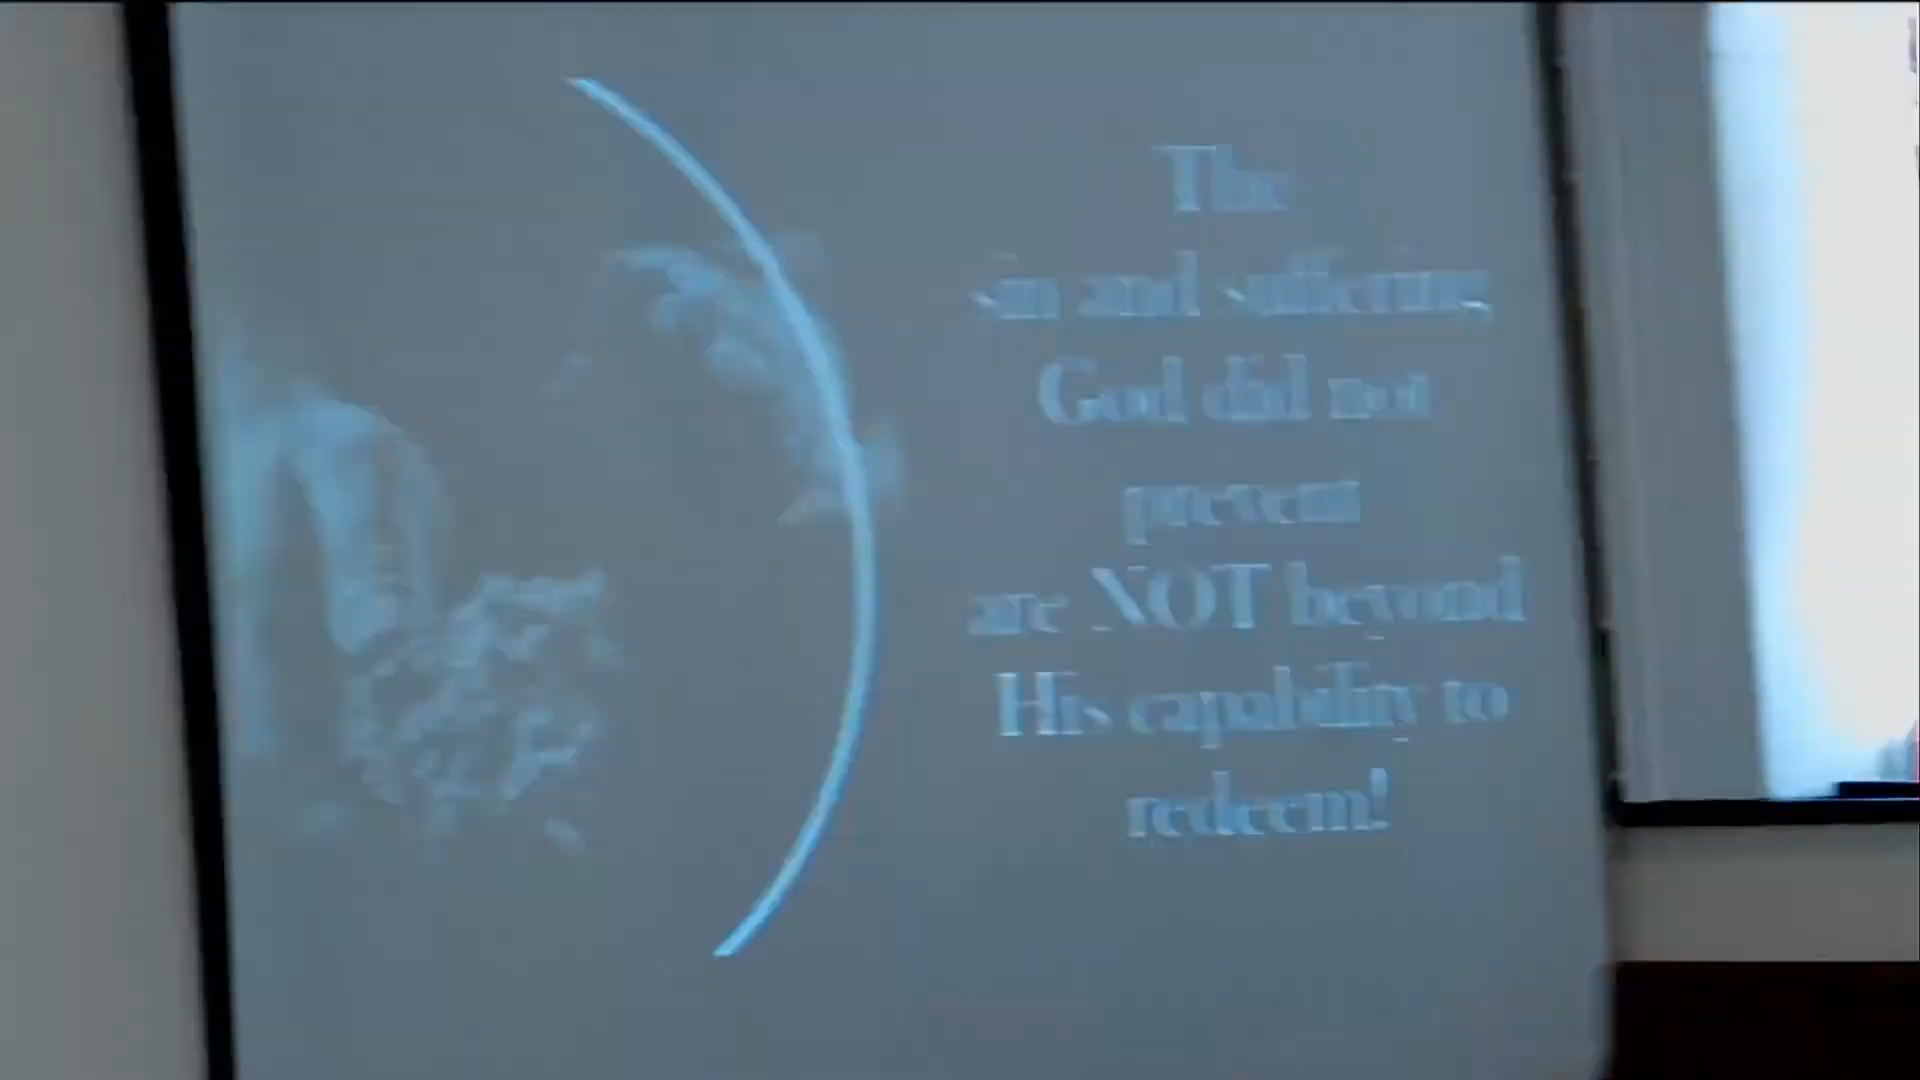 The
sin and suffering
God did not
prevent
are NOT beyond
His capability to
redeem!